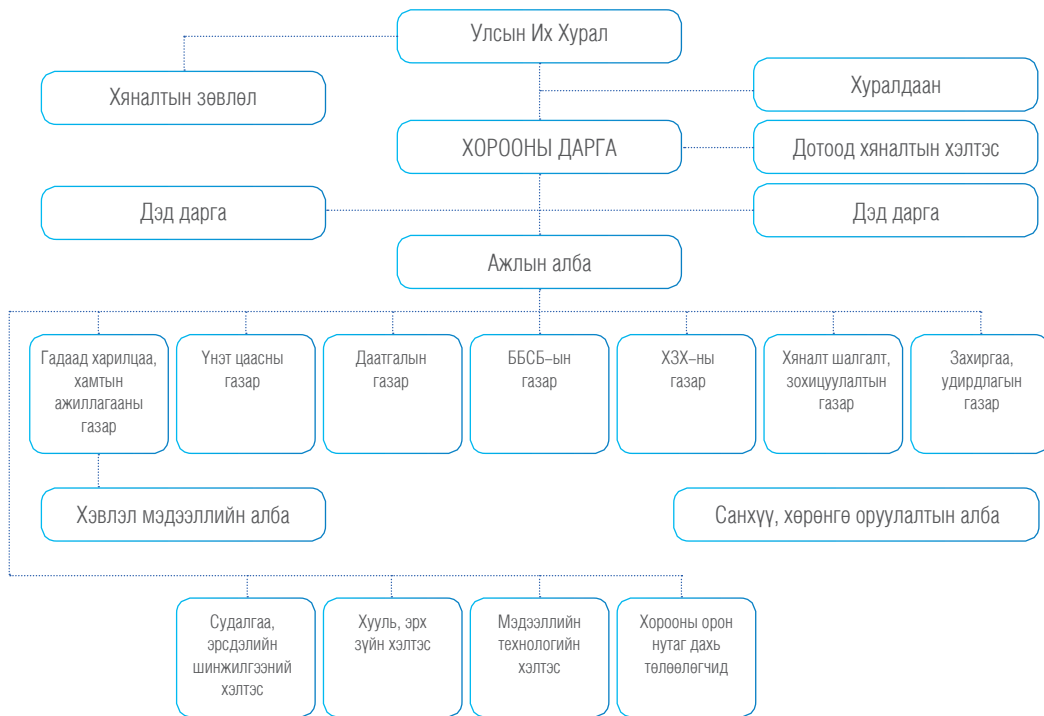 Улсын Их Хурал
Хяналтын зөвлөл
Хуралдаан
ХОРООНЫ ДАРГА
Дотоод хяналтын хэлтэс
Дэд дарга
Дэд дарга
Ажлын алба
Гадаад харилцаа,
хамтын
ажиллагааны
газар
Үнэт цаасны
газар
Даатгалын
газар
ББСБ–ын
газар
ХЗХ–ны
газар
Хяналт шалгалт,
зохицуулалтын
газар
Захиргаа,
удирдлагын
газар
Хэвлэл мэдээллийн алба
Санхүү, хөрөнгө оруулалтын алба
Судалгаа,
эрсдэлийн
шинжилгээний
хэлтэс
Хууль, эрх
зүйн хэлтэс
Мэдээллийн
технологийн
хэлтэс
Хорооны орон
нутаг дахь
төлөөлөгчид